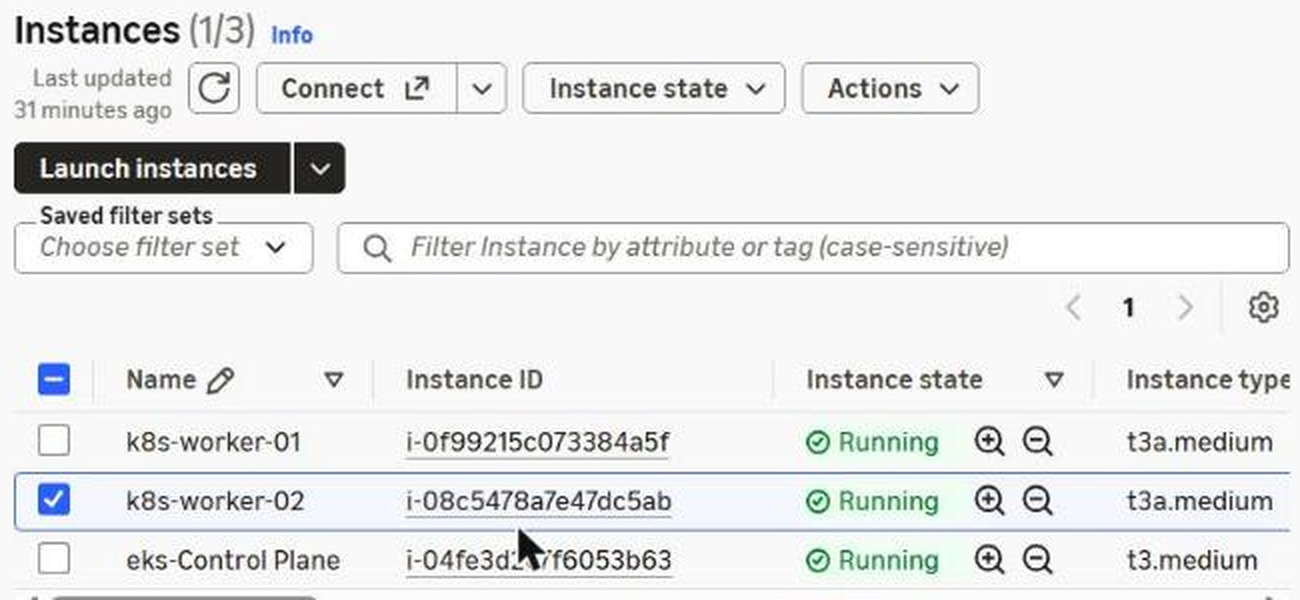 Instances (1/3) Info
Last updated
31 minutes ago
Connect
Instance state
Actions
Launch instances
Saved filter sets
Choose filter set
Filter Instance by attribute or tag (case-sensitive)
1
Name Instance ID Instance state Instance type
k8s-worker-01 i-0f99215c073384a5f Running t3a.medium
k8s-worker-02 i-08c5478a7e47dc5ab Running t3a.medium
eks-Control Plane Running t3.medium